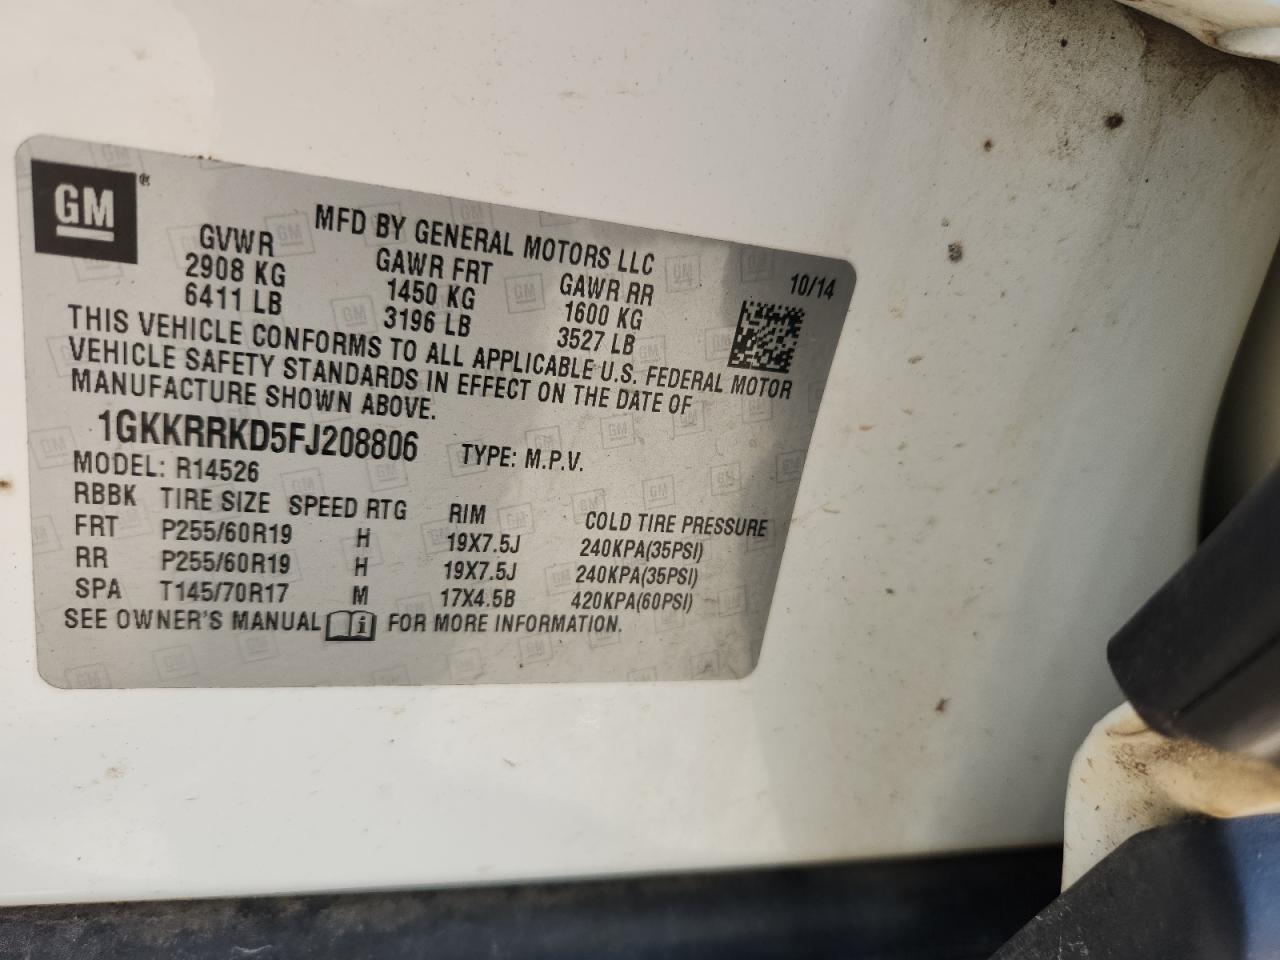 GM®
MFD BY GENERAL MOTORS LLC
10/14
GVWR GAWR FRT GAWR RR
2908 KG 1450 KG 1600 KG
6411 LB 3196 LB 3527 LB
THIS VEHICLE CONFORMS TO ALL APPLICABLE U.S. FEDERAL MOTOR
VEHICLE SAFETY STANDARDS IN EFFECT ON THE DATE OF
MANUFACTURE SHOWN ABOVE.
1GKKRRKD5FJ208806 TYPE: M.P.V.
MODEL: R14526
RBBK TIRE SIZE SPEED RTG RIM COLD TIRE PRESSURE
FRT P255/60R19 H 19X7.5J 240KPA(35PSI)
RR P255/60R19 H 19X7.5J 240KPA(35PSI)
SPA T145/70R17 M 17X4.5B 420KPA(60PSI)
SEE OWNER'S MANUAL i FOR MORE INFORMATION.